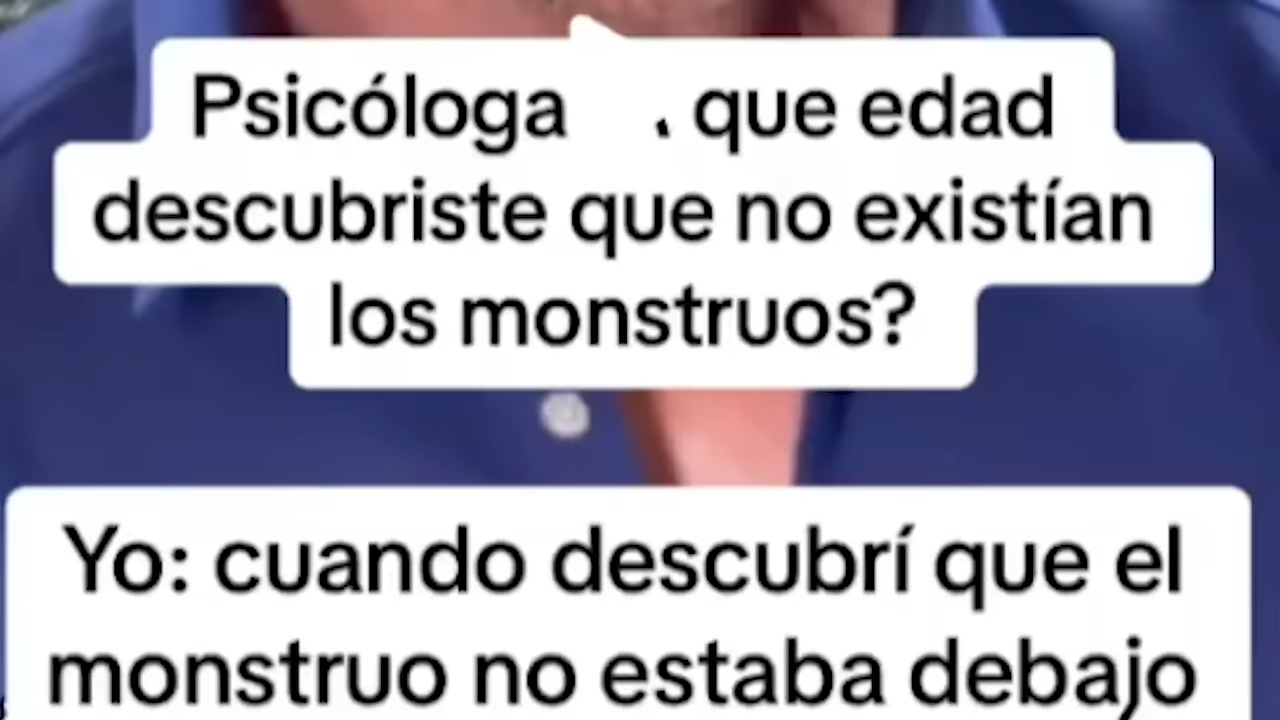 Psicóloga . que edad
descubriste que no existían
los monstruos?
Yo: cuando descubrí que el
monstruo no estaba debajo